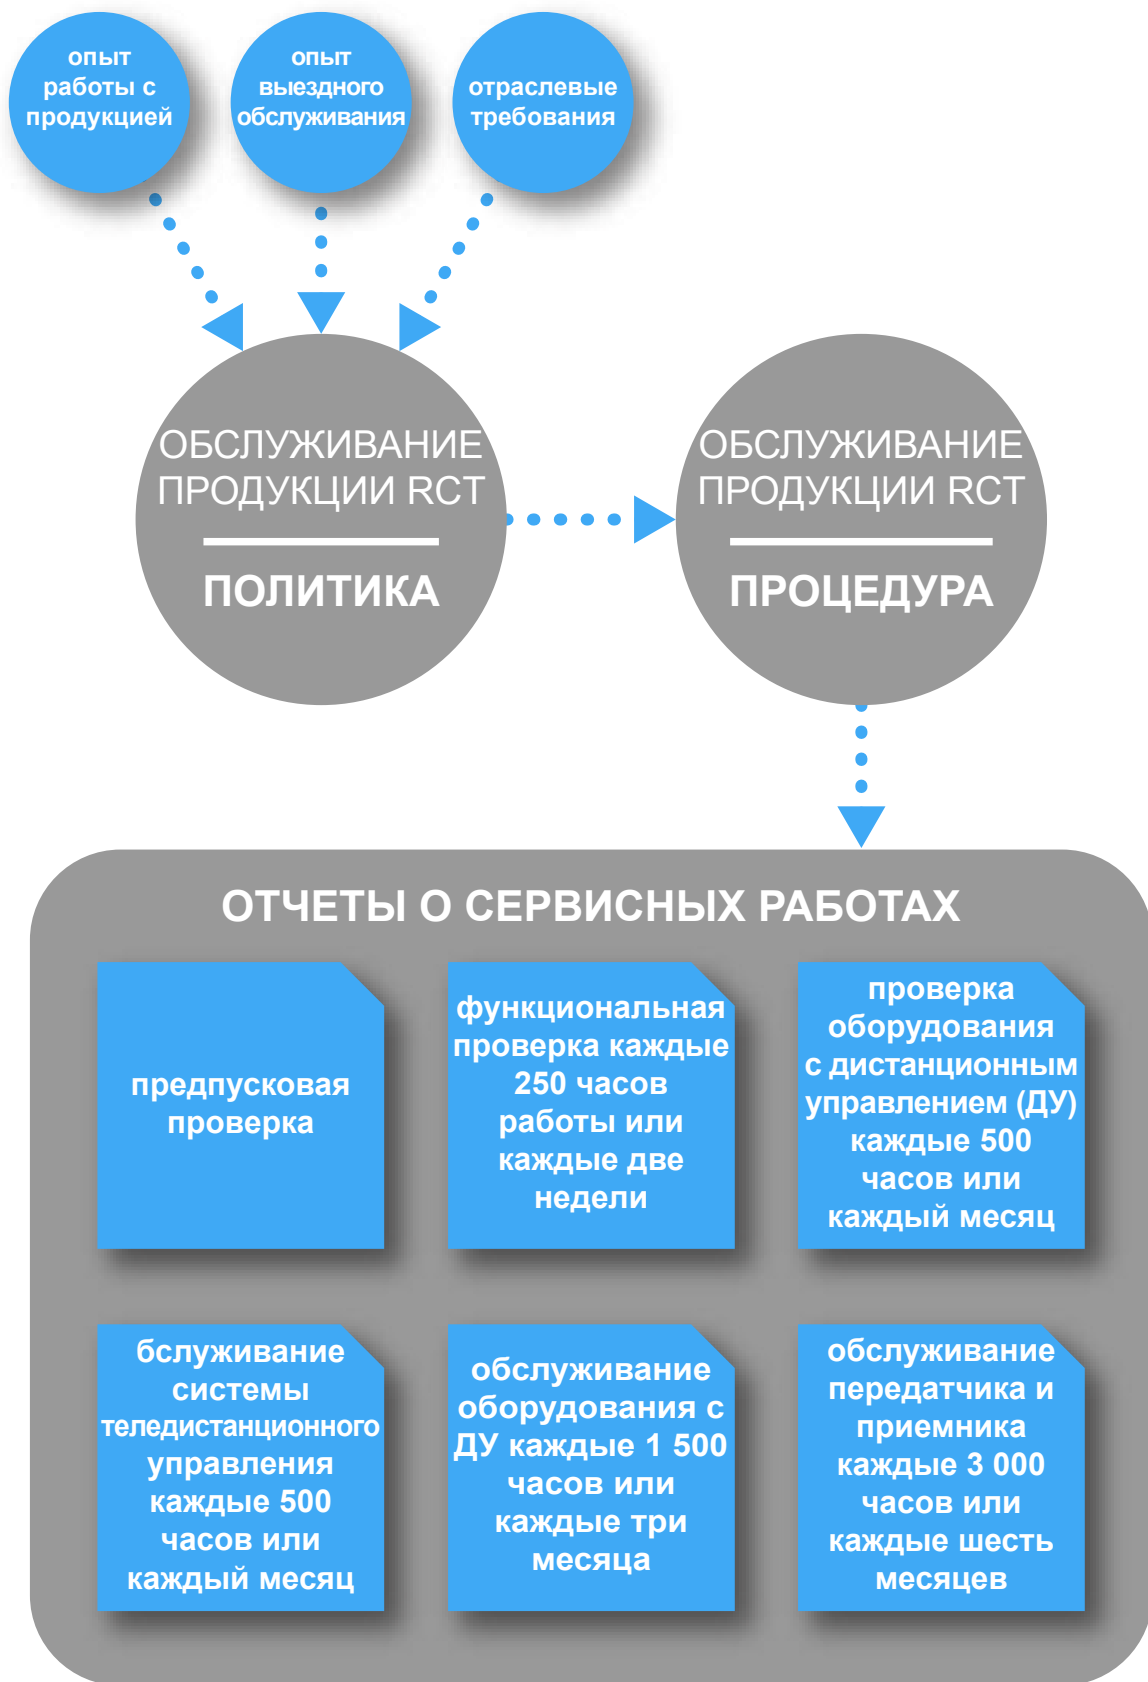 опыт
работы с
продукцией
опыт
выездного
обслуживания
отраслевые
требования
ОБСЛУЖИВАНИЕ
ПРОДУКЦИИ RCT
ПОЛИТИКА
ОБСЛУЖИВАНИЕ
ПРОДУКЦИИ RCT
ПРОЦЕДУРА
ОТЧЕТЫ О СЕРВИСНЫХ РАБОТАХ
предпусковая
проверка
функциональная
проверка каждые
250 часов
работы или
каждые две
недели
проверка
оборудования
с дистанционным
управлением (ДУ)
каждые 500
часов или
каждый месяц
бслуживание
системы
теледистанционного
управления
каждые 500
часов или
каждый месяц
обслуживание
оборудования с
ДУ каждые 1 500
часов или
каждые три
месяца
обслуживание
передатчика и
приемника
каждые 3 000
часов или
каждые шесть
месяцев